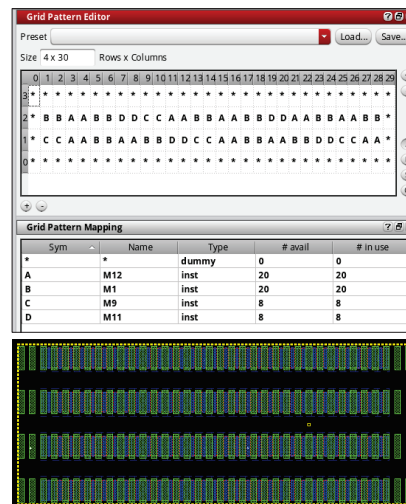 Grid Pattern Editor
Preset Load... Save..
Size 4 x 30 Rows x Columns
0 1 2 3 4 5 6 7 8 9 10 11 12 13 14 15 16 17 18 19 20 21 22 23 24 25 26 27 28 29
3 * * * * * * * * * * * * * * * * * * * * * * * * * * * * * *
2 * B B A A B B D D C C A A B B A A B B D D A A B B A A B B *
1 * C C A A B B A A B B D D C C A A B B A A B B D D C C A A *
0 * * * * * * * * * * * * * * * * * * * * * * * * * * * * * *
Grid Pattern Mapping
Sym Name Type # avail # in use
* * dummy 0 0
A M12 inst 20 20
B M1 inst 20 20
C M9 inst 8 8
D M11 inst 8 8